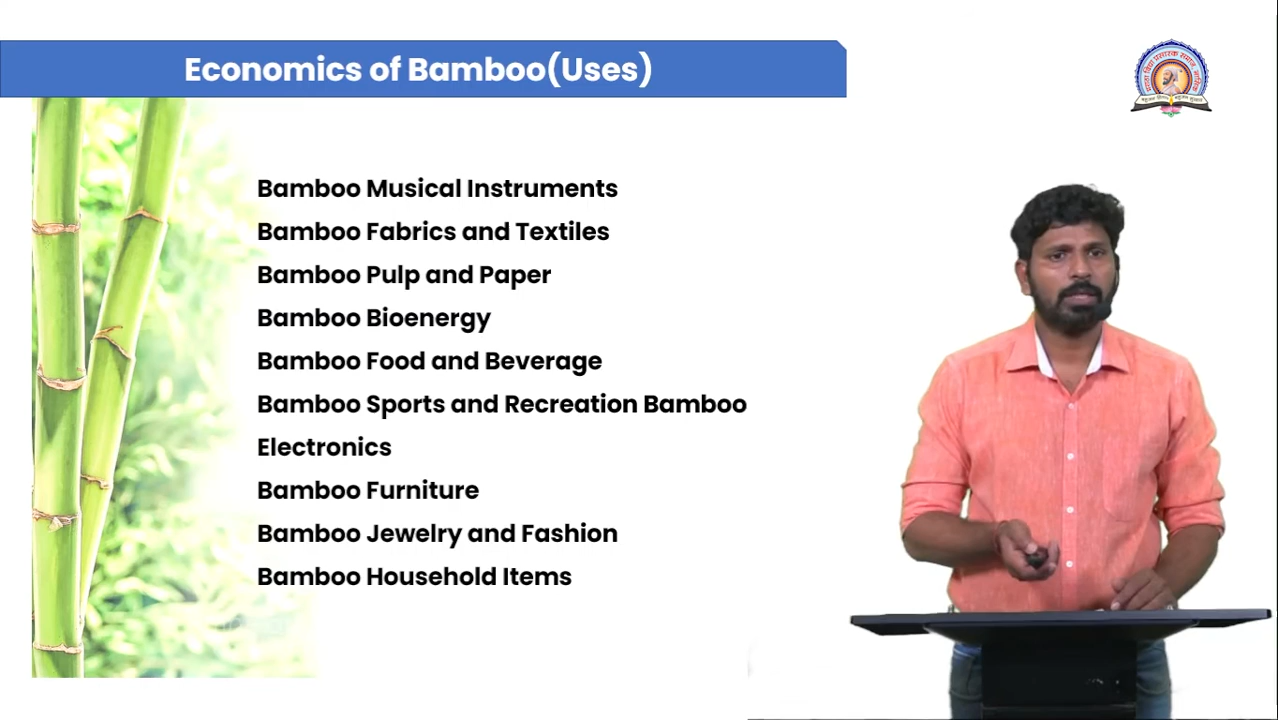 Economics of Bamboo(Uses)
Bamboo Musical Instruments
Bamboo Fabrics and Textiles
Bamboo Pulp and Paper
Bamboo Bioenergy
Bamboo Food and Beverage
Bamboo Sports and Recreation Bamboo
Electronics
Bamboo Furniture
Bamboo Jewelry and Fashion
Bamboo Household Items